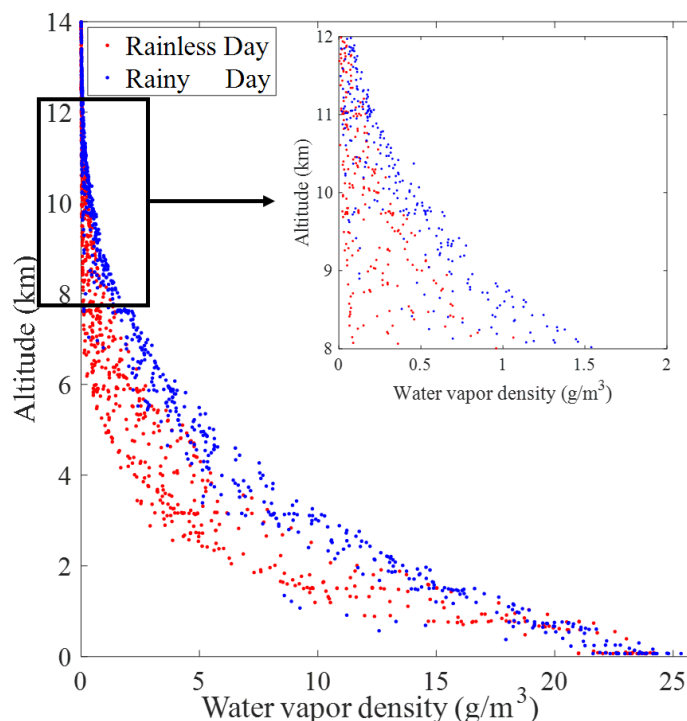 14
12
10
8
6
4
2
0
Altitude (km)
Rainless Day
Rainy Day
12
11
10
9
8
Altitude (km)
0 0.5 1 1.5 2
Water vapor density (g/m³)
0 5 10 15 20 25
Water vapor density (g/m³)